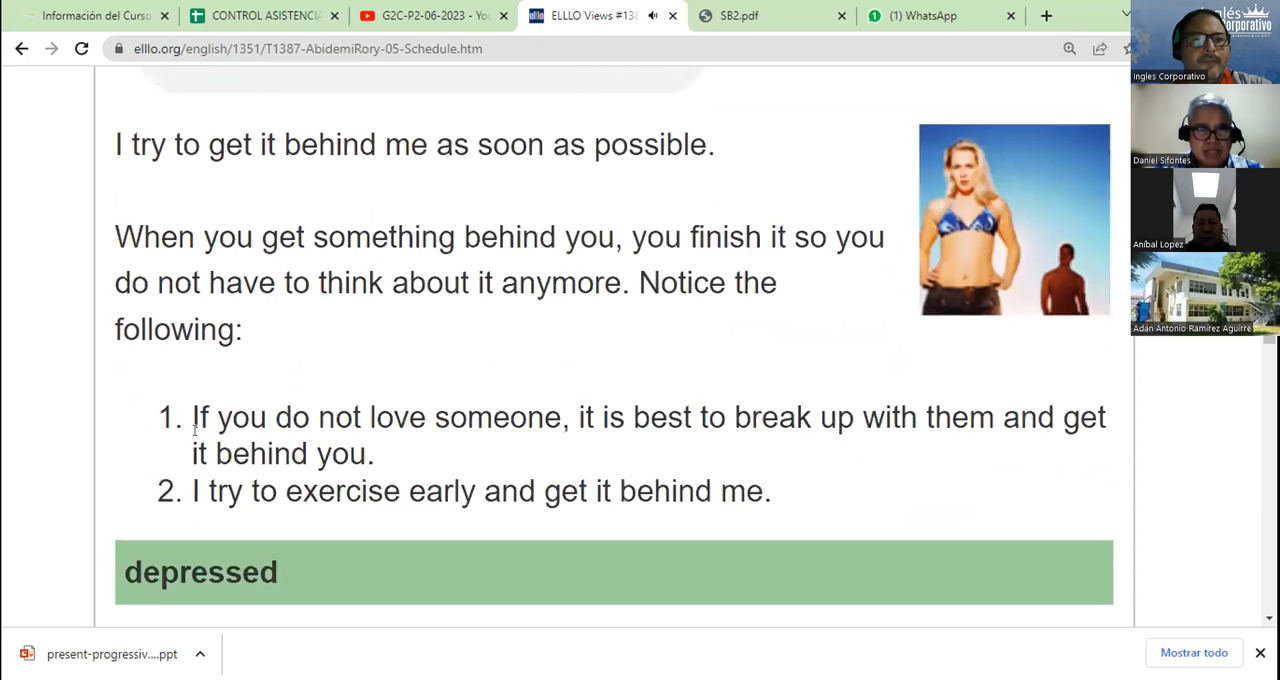 Información del Curso
CONTROL ASISTENCIA
G2C-P2-06-2023 - You
ELLLO Views #138
SB2.pdf
(1) WhatsApp
elllo.org/english/1351/T1387-AbidemiRory-05-Schedule.htm
Inglés
Corporativo
Ingles Corporativo
Daniel Sifontes
Aníbal Lopez
Adán Antonio Ramírez Aguirre
I try to get it behind me as soon as possible.
When you get something behind you, you finish it so you
do not have to think about it anymore. Notice the
following:
1. If you do not love someone, it is best to break up with them and get
it behind you.
2. I try to exercise early and get it behind me.
depressed
present-progressiv....ppt
Mostrar todo